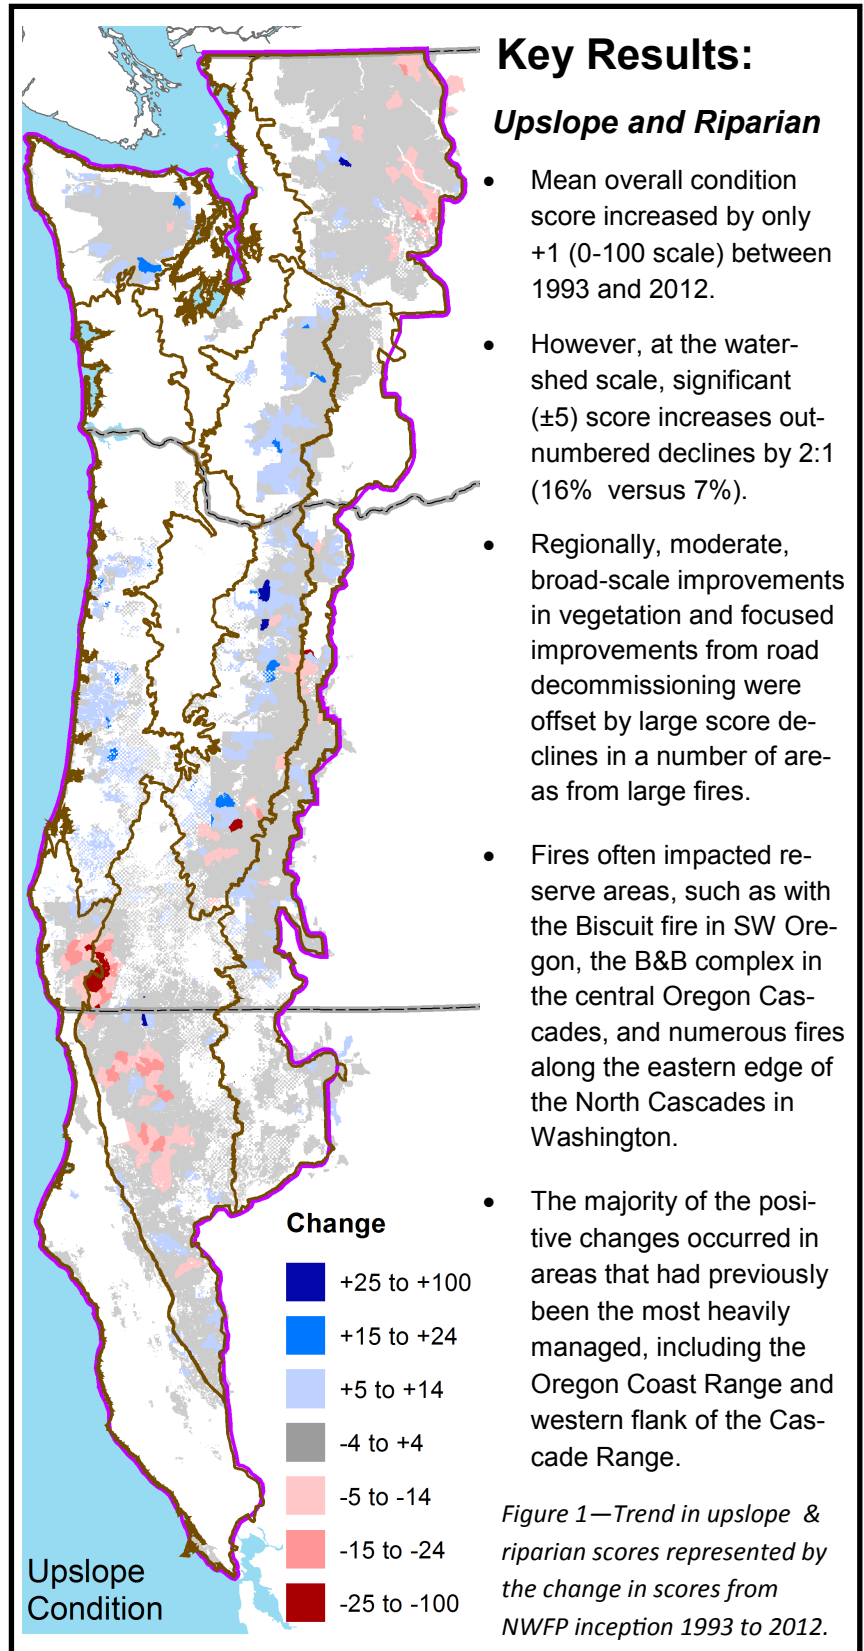 Key Results:
Upslope and Riparian
• Mean overall condition
score increased by only
+1 (0-100 scale) between
1993 and 2012.
• However, at the water-
shed scale, significant
(±5) score increases out-
numbered declines by 2:1
(16% versus 7%).
• Regionally, moderate,
broad-scale improvements
in vegetation and focused
improvements from road
decommissioning were
offset by large score de-
clines in a number of are-
as from large fires.
• Fires often impacted re-
serve areas, such as with
the Biscuit fire in SW Ore-
gon, the B&B complex in
the central Oregon Cas-
cades, and numerous fires
along the eastern edge of
the North Cascades in
Washington.
• The majority of the posi-
tive changes occurred in
areas that had previously
been the most heavily
managed, including the
Oregon Coast Range and
western flank of the Cas-
cade Range.
Figure 1—Trend in upslope &
riparian scores represented by
the change in scores from
NWFP inception 1993 to 2012.
Change
+25 to +100
+15 to +24
+5 to +14
-4 to +4
-5 to -14
-15 to -24
-25 to -100
Upslope
Condition